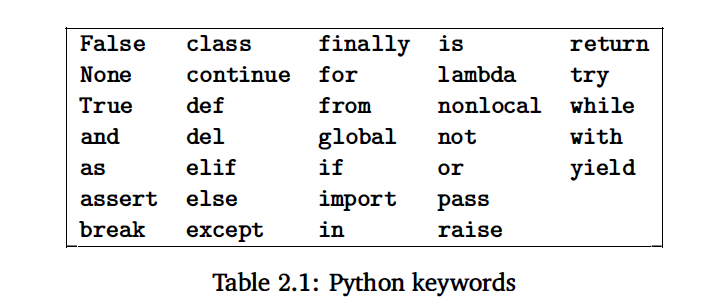 False class finally is return
None continue for lambda try
True def from nonlocal while
and del global not with
as elif if or yield
assert else import pass
break except in raise
Table 2.1: Python keywords